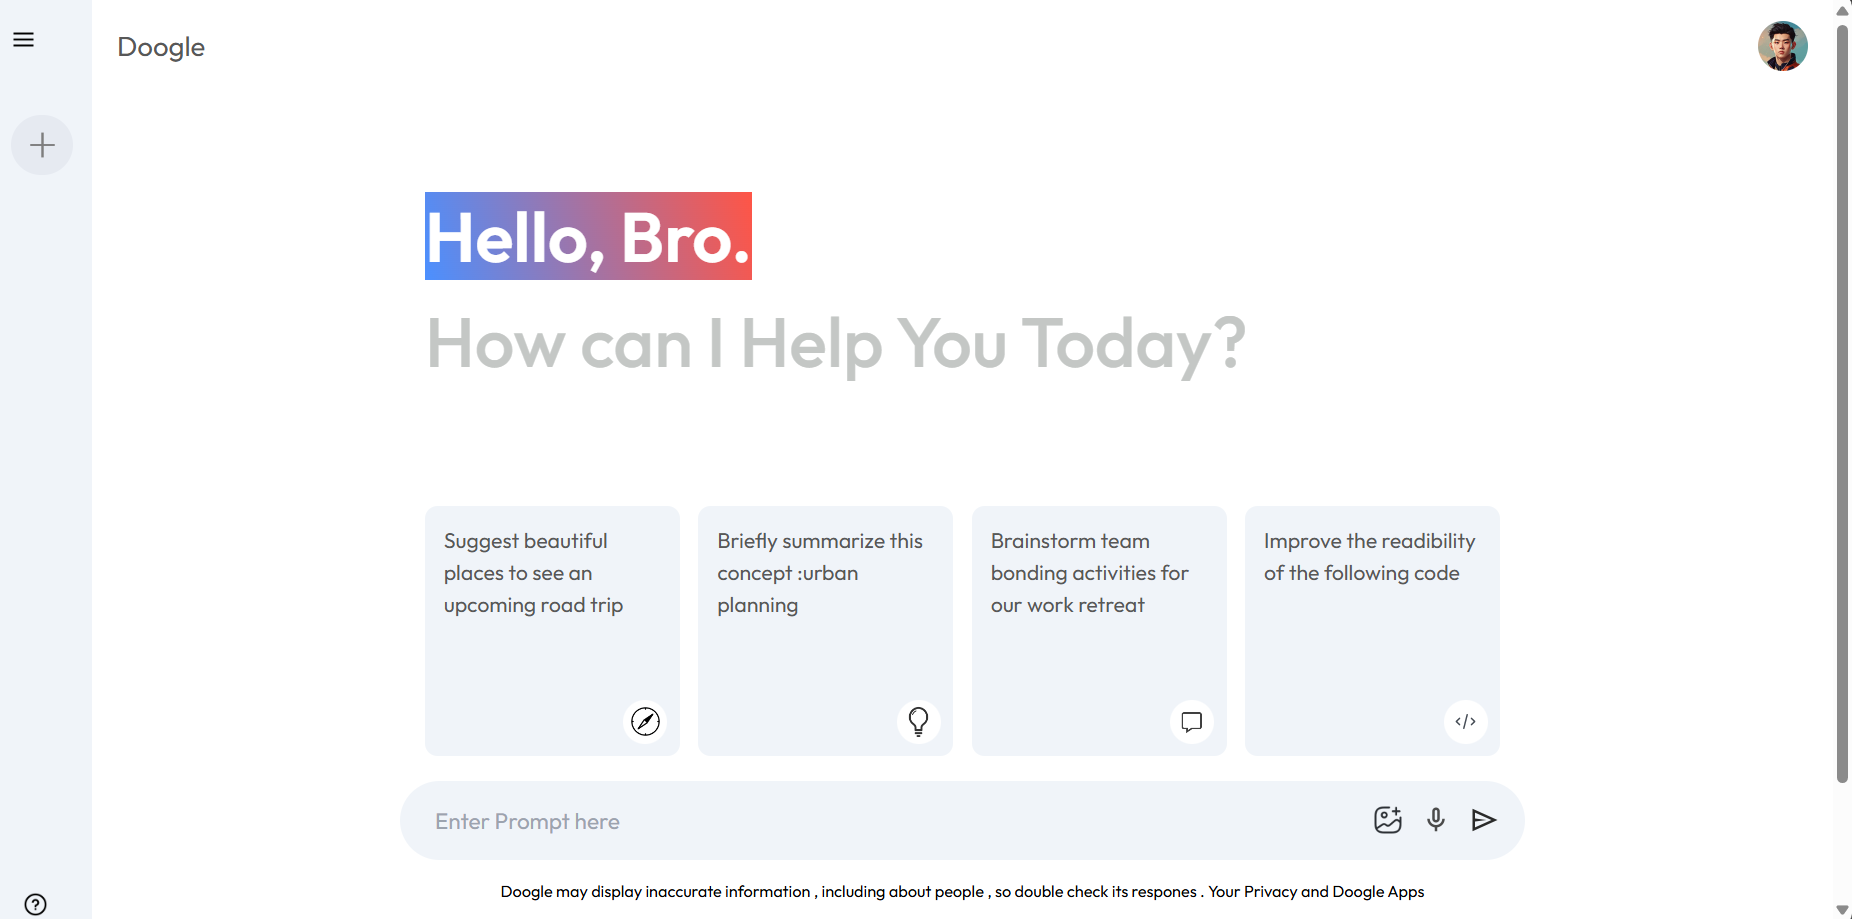 Doogle
Hello, Bro.
How can I Help You Today?
Suggest beautiful
places to see an
upcoming road trip
Briefly summarize this
concept :urban
planning
Brainstorm team
bonding activities for
our work retreat
Improve the readibility
of the following code
Enter Prompt here
Doogle may display inaccurate information , including about people , so double check its respones . Your Privacy and Doogle Apps